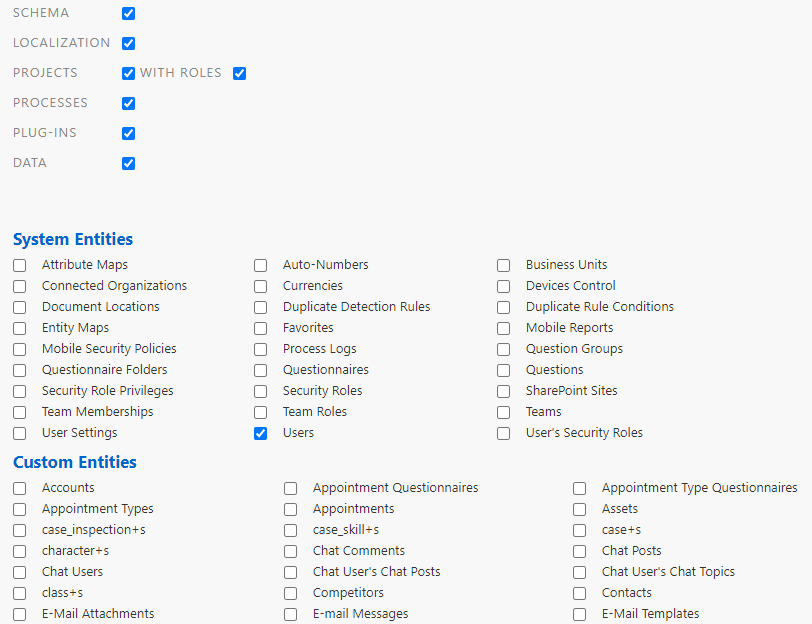 SCHEMA
LOCALIZATION
PROJECTS WITH ROLES
PROCESSES
PLUG-INS
DATA
System Entities
Attribute Maps Auto-Numbers Business Units
Connected Organizations Currencies Devices Control
Document Locations Duplicate Detection Rules Duplicate Rule Conditions
Entity Maps Favorites Mobile Reports
Mobile Security Policies Process Logs Question Groups
Questionnaire Folders Questionnaires Questions
Security Role Privileges Security Roles SharePoint Sites
Team Memberships Team Roles Teams
User Settings Users User's Security Roles
Custom Entities
Accounts Appointment Questionnaires Appointment Type Questionnaires
Appointment Types Appointments Assets
case_inspection+s case_skill+s case+s
character+s Chat Comments Chat Posts
Chat Users Chat User's Chat Posts Chat User's Chat Topics
class+s Competitors Contacts
E-Mail Attachments E-mail Messages E-Mail Templates